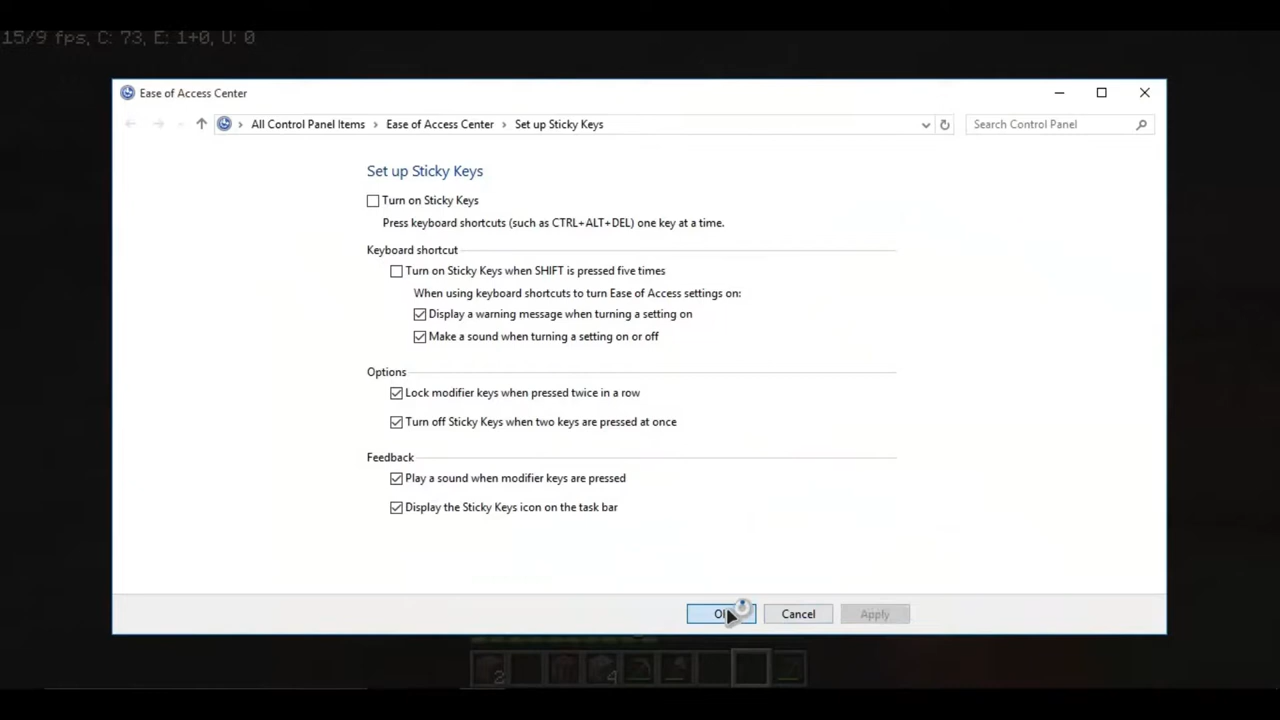 15/9 fps, C: 73, E: 1+0, U: 0
Ease of Access Center
All Control Panel Items > Ease of Access Center > Set up Sticky Keys
Search Control Panel
Set up Sticky Keys
Turn on Sticky Keys
Press keyboard shortcuts (such as CTRL+ALT+DEL) one key at a time.
Keyboard shortcut
Turn on Sticky Keys when SHIFT is pressed five times
When using keyboard shortcuts to turn Ease of Access settings on:
Display a warning message when turning a setting on
Make a sound when turning a setting on or off
Options
Lock modifier keys when pressed twice in a row
Turn off Sticky Keys when two keys are pressed at once
Feedback
Play a sound when modifier keys are pressed
Display the Sticky Keys icon on the task bar
OK Cancel Apply
2 4